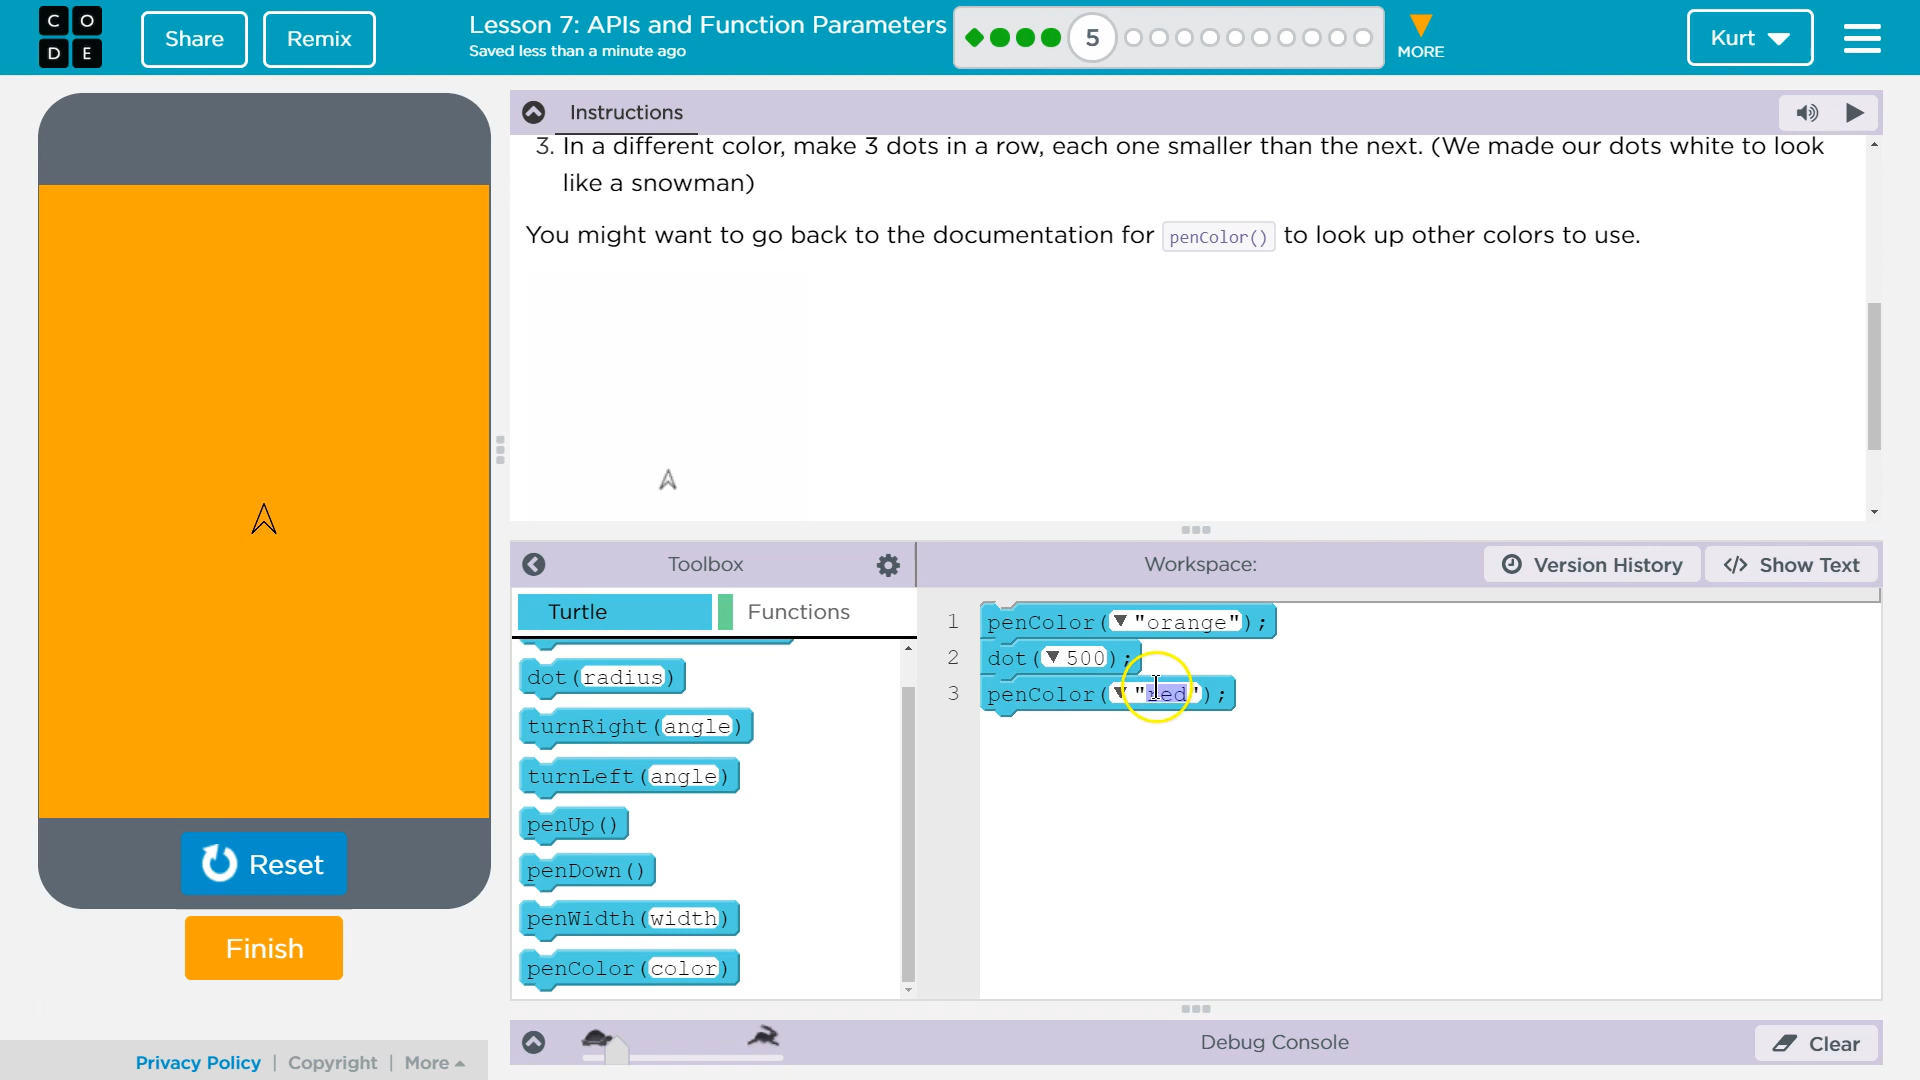 C O
D E
Share
Remix
Lesson 7: APIs and Function Parameters
Saved less than a minute ago
5
MORE
Kurt
Instructions
3. In a different color, make 3 dots in a row, each one smaller than the next. (We made our dots white to look
like a snowman)
You might want to go back to the documentation for penColor() to look up other colors to use.
Toolbox
Workspace:
Version History
</> Show Text
Turtle
Functions
dot(radius)
turnRight(angle)
turnLeft(angle)
penUp()
penDown()
penWidth(width)
penColor(color)
1 penColor(▼"orange");
2 dot(▼500);
3 penColor(▼"red");
Reset
Finish
Privacy Policy | Copyright | More
Debug Console
Clear